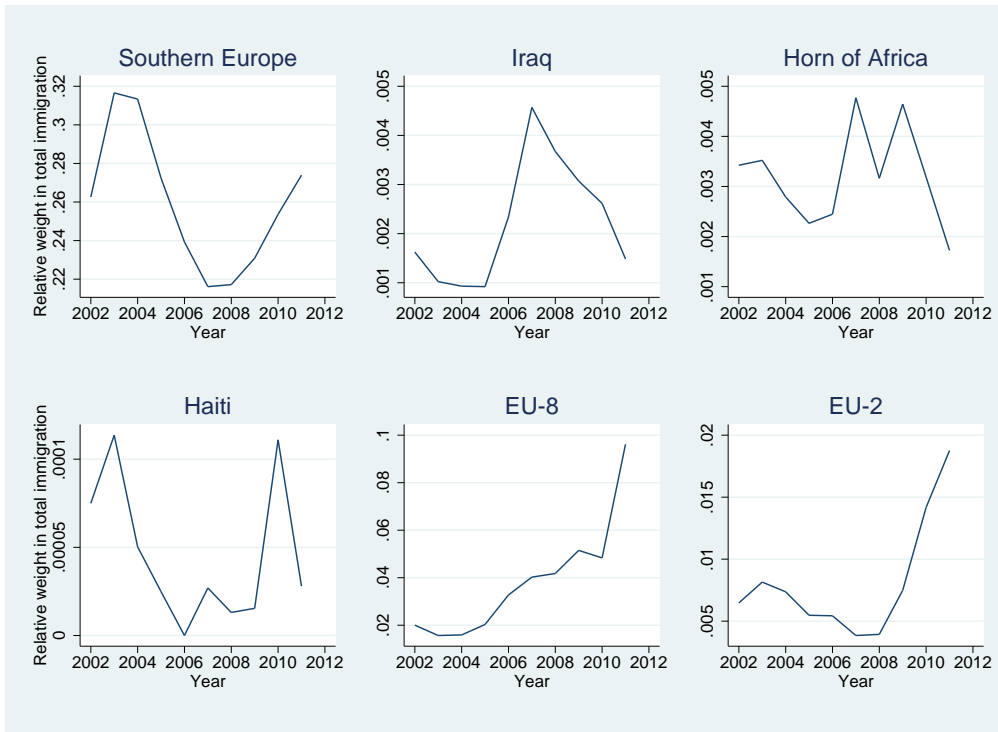 Southern Europe
Relative weight in total immigration
.32
.3
.28
.26
.24
.22
2002 2004 2006 2008 2010 2012
Year
Iraq
.005
.004
.003
.002
.001
2002 2004 2006 2008 2010 2012
Year
Horn of Africa
.005
.004
.003
.002
.001
2002 2004 2006 2008 2010 2012
Year
Haiti
Relative weight in total immigration
.0001
.00005
0
2002 2004 2006 2008 2010 2012
Year
EU-8
.1
.08
.06
.04
.02
2002 2004 2006 2008 2010 2012
Year
EU-2
.02
.015
.01
.005
2002 2004 2006 2008 2010 2012
Year